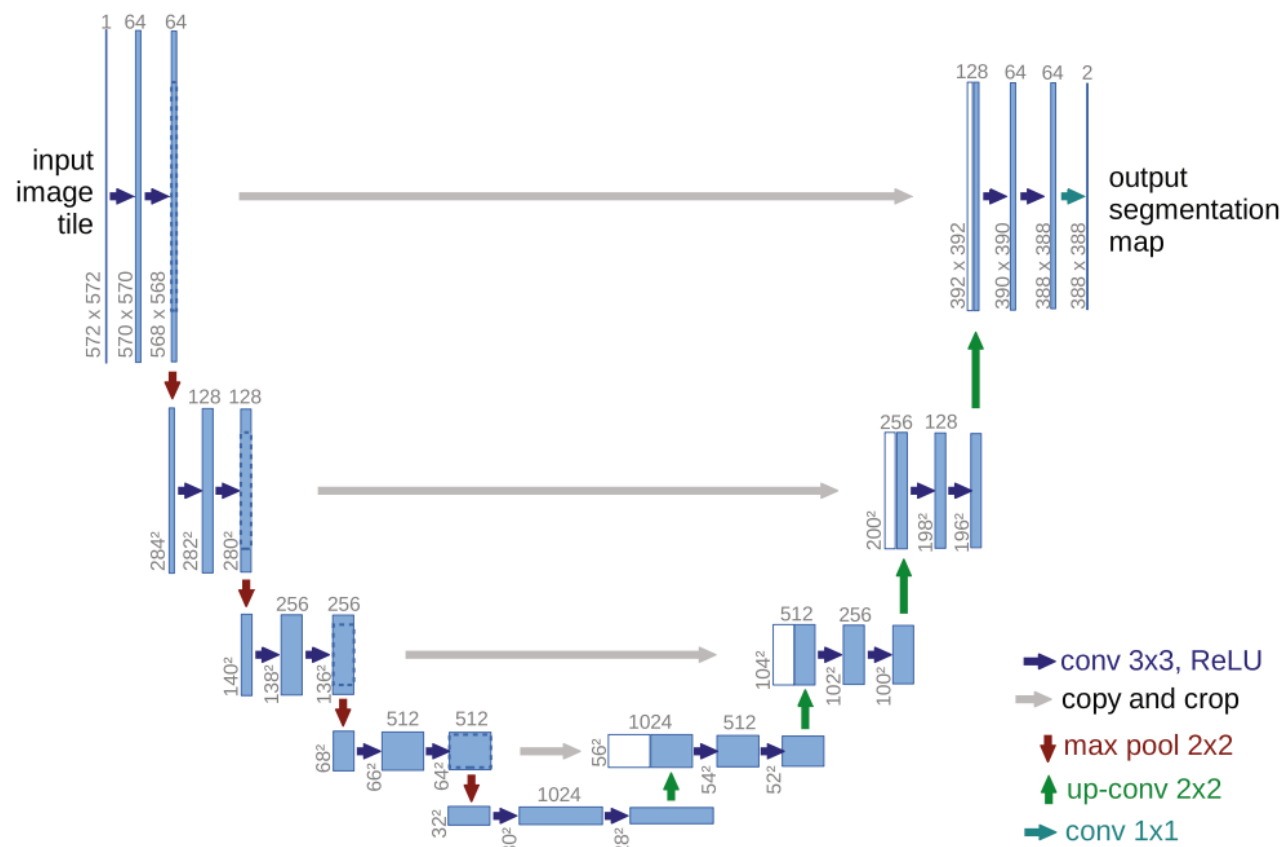 1 64 64
input
image
tile
572 x 572
570 x 570
568 x 568
128 64 64 2
output
segmentation
map
392 x 392
390 x 390
388 x 388
388 x 388
128 128
284²
282²
280²
256 128
200²
198²
196²
256 256
140²
138²
136²
512 256
104²
102²
100²
512 512
68²
66²
64²
1024 512
56²
54²
52²
1024
32²
conv 3x3, ReLU
copy and crop
max pool 2x2
up-conv 2x2
conv 1x1